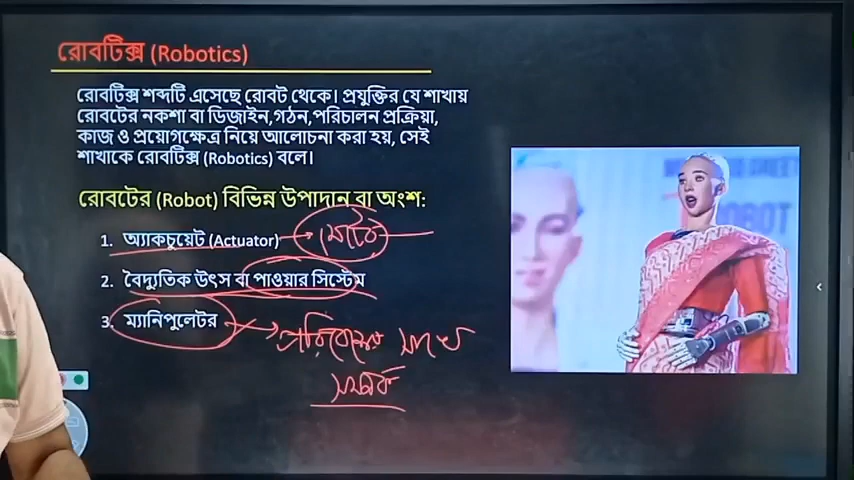 রোবটিক্স (Robotics)
রোবটিক্স শব্দটি এসেছে রোবট থেকে। প্রযুক্তির যে শাখায়
রোবটের নকশা বা ডিজাইন,গঠন,পরিচালন প্রক্রিয়া,
কাজ ও প্রয়োগক্ষেত্র নিয়ে আলোচনা করা হয়, সেই
শাখাকে রোবটিক্স (Robotics) বলে।
রোবটের (Robot) বিভিন্ন উপাদান বা অংশ:
1. অ্যাকচুয়েট (Actuator) মোটর
2. বৈদ্যুতিক উৎস বা পাওয়ার সিস্টেম
3. ম্যানিপুলেটর
পরিবেশের সাথে
সম্পর্ক
ROBOT